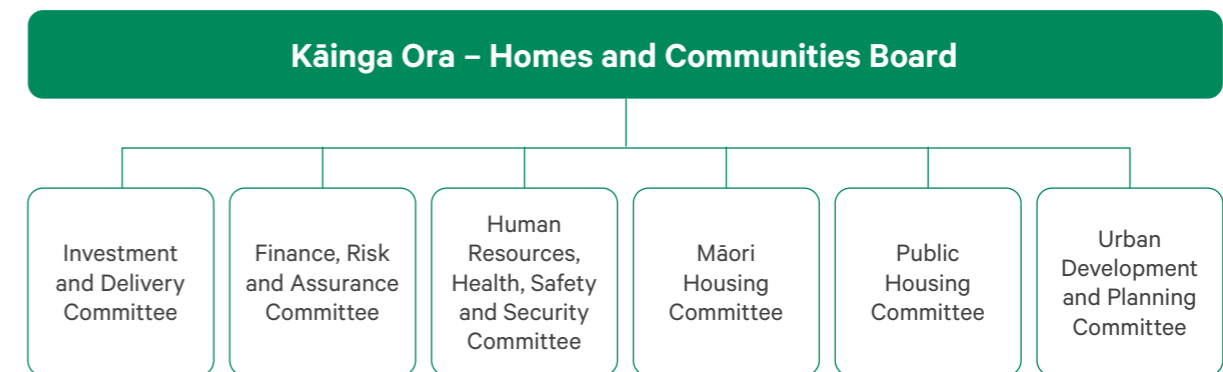 Kāinga Ora – Homes and Communities Board
Investment
and Delivery
Committee
Finance, Risk
and Assurance
Committee
Human
Resources,
Health, Safety
and Security
Committee
Māori
Housing
Committee
Public
Housing
Committee
Urban
Development
and Planning
Committee